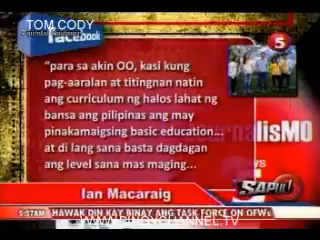 TOM CODY
facebook
5
"para sa akin OO, kasi kung
pag-aaralan at titingnan natin
ang curriculum ng halos lahat ng
bansa ang pilipinas ang may
pinakamaigsing basic education...
at di lang sana basta dagdagan
ang level sana mas maging...
Ian Macaraig
SAPUL!
5:57AM HAWAK DIN KAY BINAY ANG TASK FORCE ON OFWs